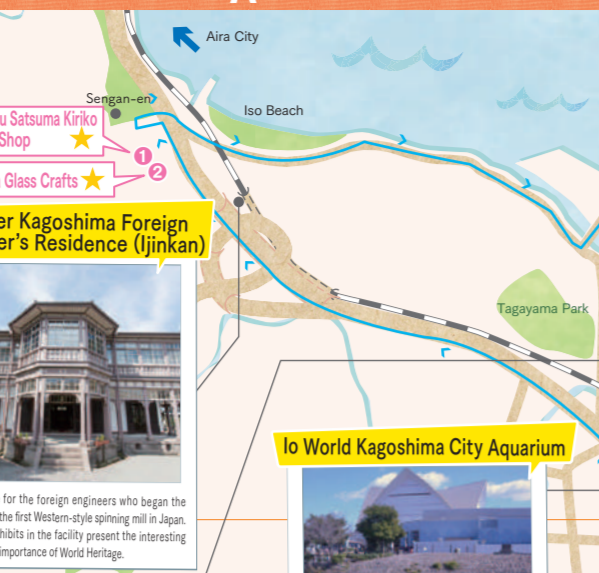 Aira City
Sengan-en
Iso Beach
Satsuma Kiriko
Shop
1
2
Glass Crafts
Kagoshima Foreign
Residence (Ijinkan)
Tagayama Park
Io World Kagoshima City Aquarium
for the foreign engineers who began the
the first Western-style spinning mill in Japan.
hibits in the facility present the interesting
importance of World Heritage.